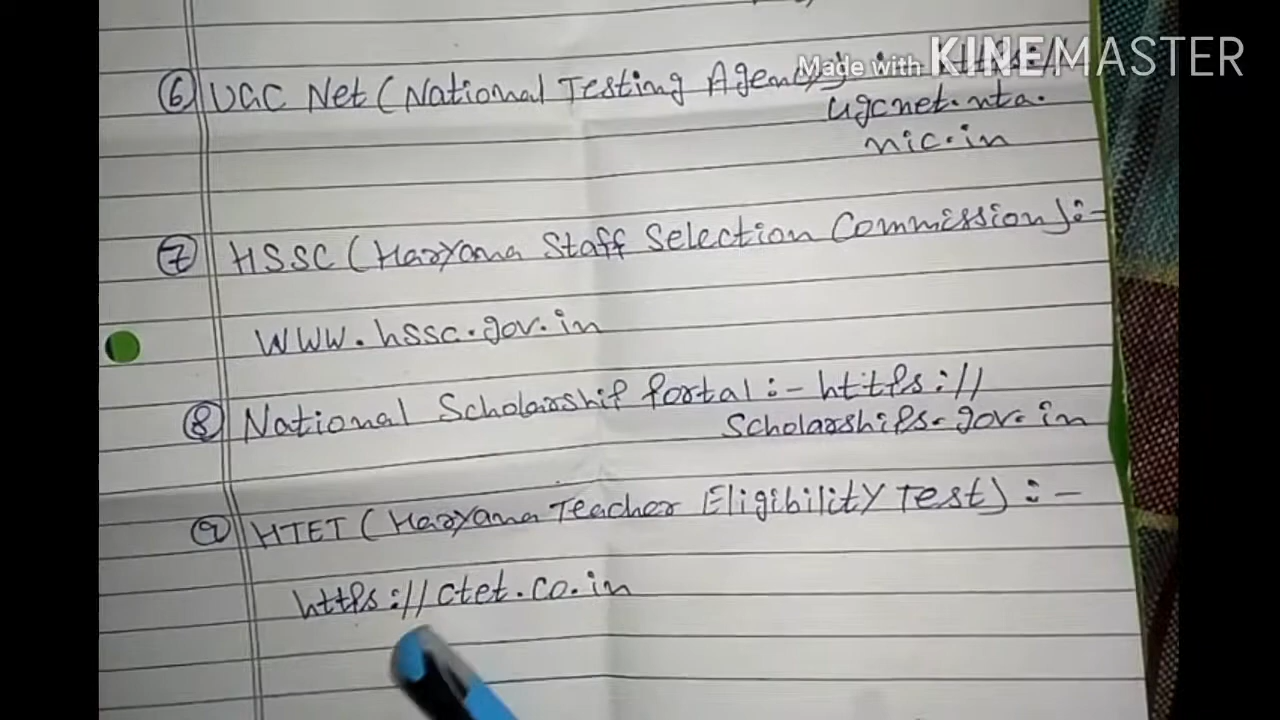 Made with KINEMASTER
⑥ UGC Net (National Testing Agency):- https://
ugcnet.nta.
nic.in
⑦ HSSC (Haryana Staff Selection Commission):-
WWW.hssc.gov.in
⑧ National Scholarship Portal:- https://
Scholarships.gov.in
⑨ HTET (Haryana Teacher Eligibility Test):-
https://ctet.co.in